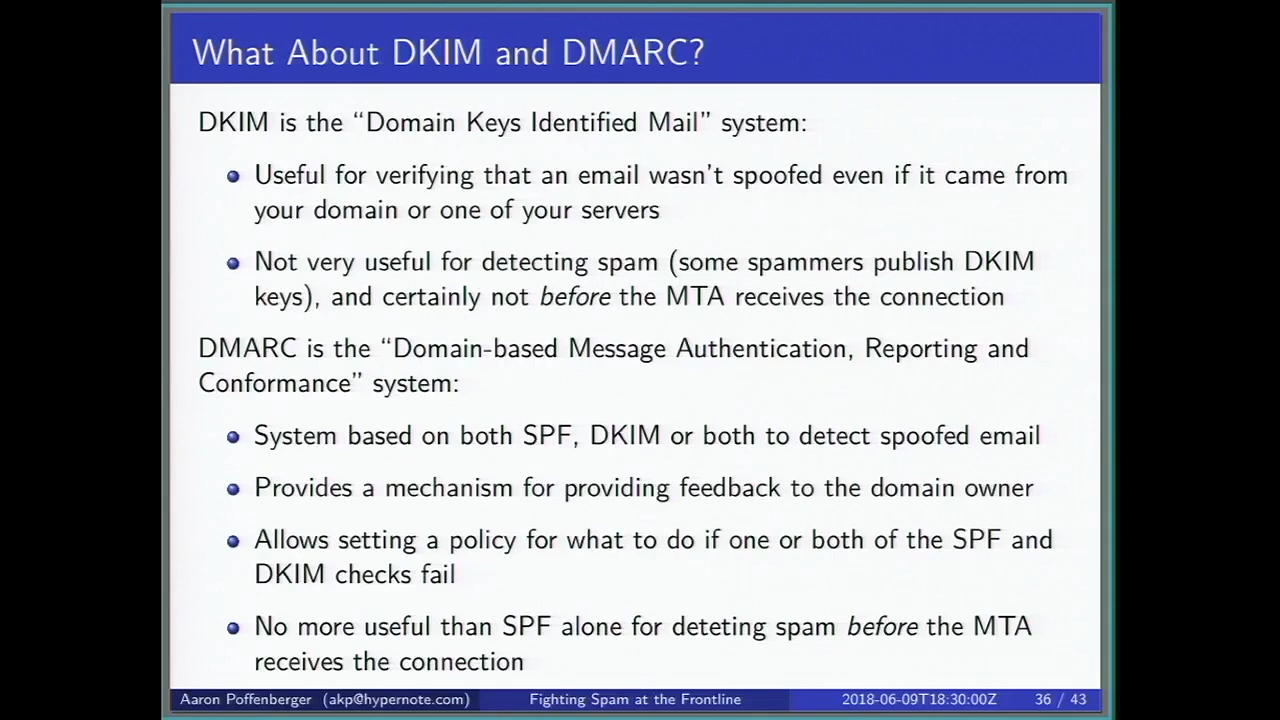 What About DKIM and DMARC?
DKIM is the “Domain Keys Identified Mail” system:
Useful for verifying that an email wasn't spoofed even if it came from
your domain or one of your servers
Not very useful for detecting spam (some spammers publish DKIM
keys), and certainly not before the MTA receives the connection
DMARC is the “Domain-based Message Authentication, Reporting and
Conformance” system:
System based on both SPF, DKIM or both to detect spoofed email
Provides a mechanism for providing feedback to the domain owner
Allows setting a policy for what to do if one or both of the SPF and
DKIM checks fail
No more useful than SPF alone for deteting spam before the MTA
receives the connection
Aaron Poffenberger (akp@hypernote.com) Fighting Spam at the Frontline 2018-06-09T18:30:00Z 36 / 43